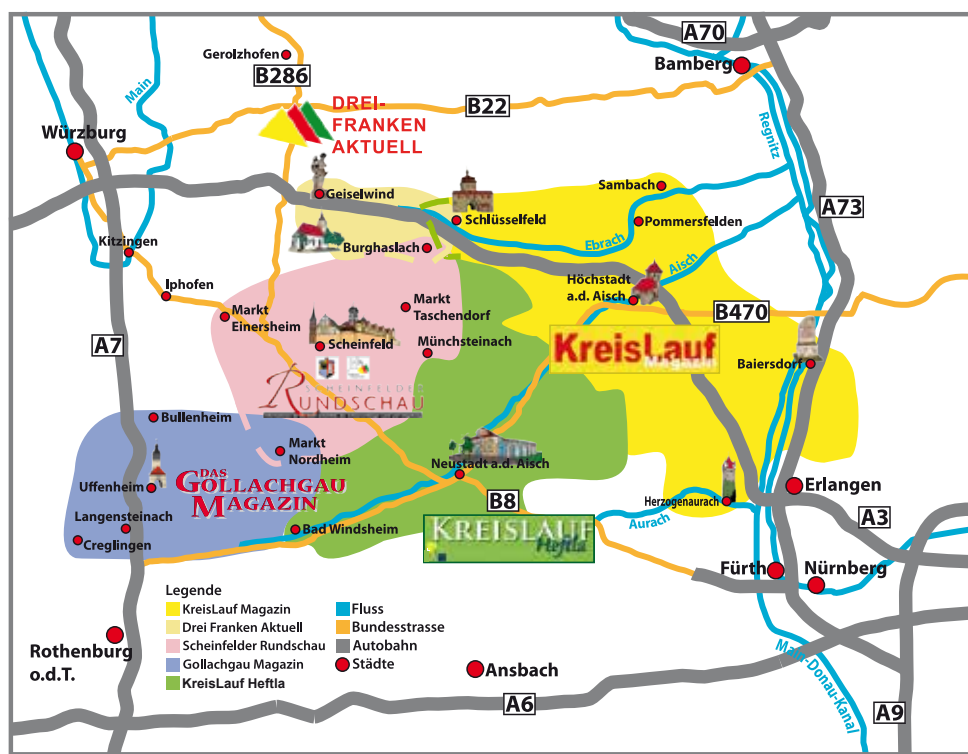 A70
Gerolzhofen
Bamberg
B286
Main
DREI-
FRANKEN
AKTUELL
B22
Regnitz
Würzburg
Geiselwind
Sambach
Schlüsselfeld
Pommersfelden
A73
Kitzingen
Burghaslach
Ebrach
Aisch
Iphofen
Höchstadt
a.d. Aisch
Markt
Einersheim
Markt
Taschendorf
B470
A7
Scheinfeld
Münchsteinach
KreisLauf
Magazin
Baiersdorf
SCHEINFELDER
RUNDSCHAU
Bullenheim
Markt
Nordheim
DAS
GOLLACHGAU
MAGAZIN
Uffenheim
Neustadt a.d. Aisch
Erlangen
B8
Herzogenaurach
Langensteinach
Creglingen
Bad Windsheim
KREISLAUF
Heftla
Aurach
A3
Fürth
Nürnberg
Legende
KreisLauf Magazin
Drei Franken Aktuell
Scheinfelder Rundschau
Gollachgau Magazin
KreisLauf Heftla
Fluss
Bundesstrasse
Autobahn
Städte
Rothenburg
o.d.T.
Ansbach
Main-Donau-Kanal
A6
A9